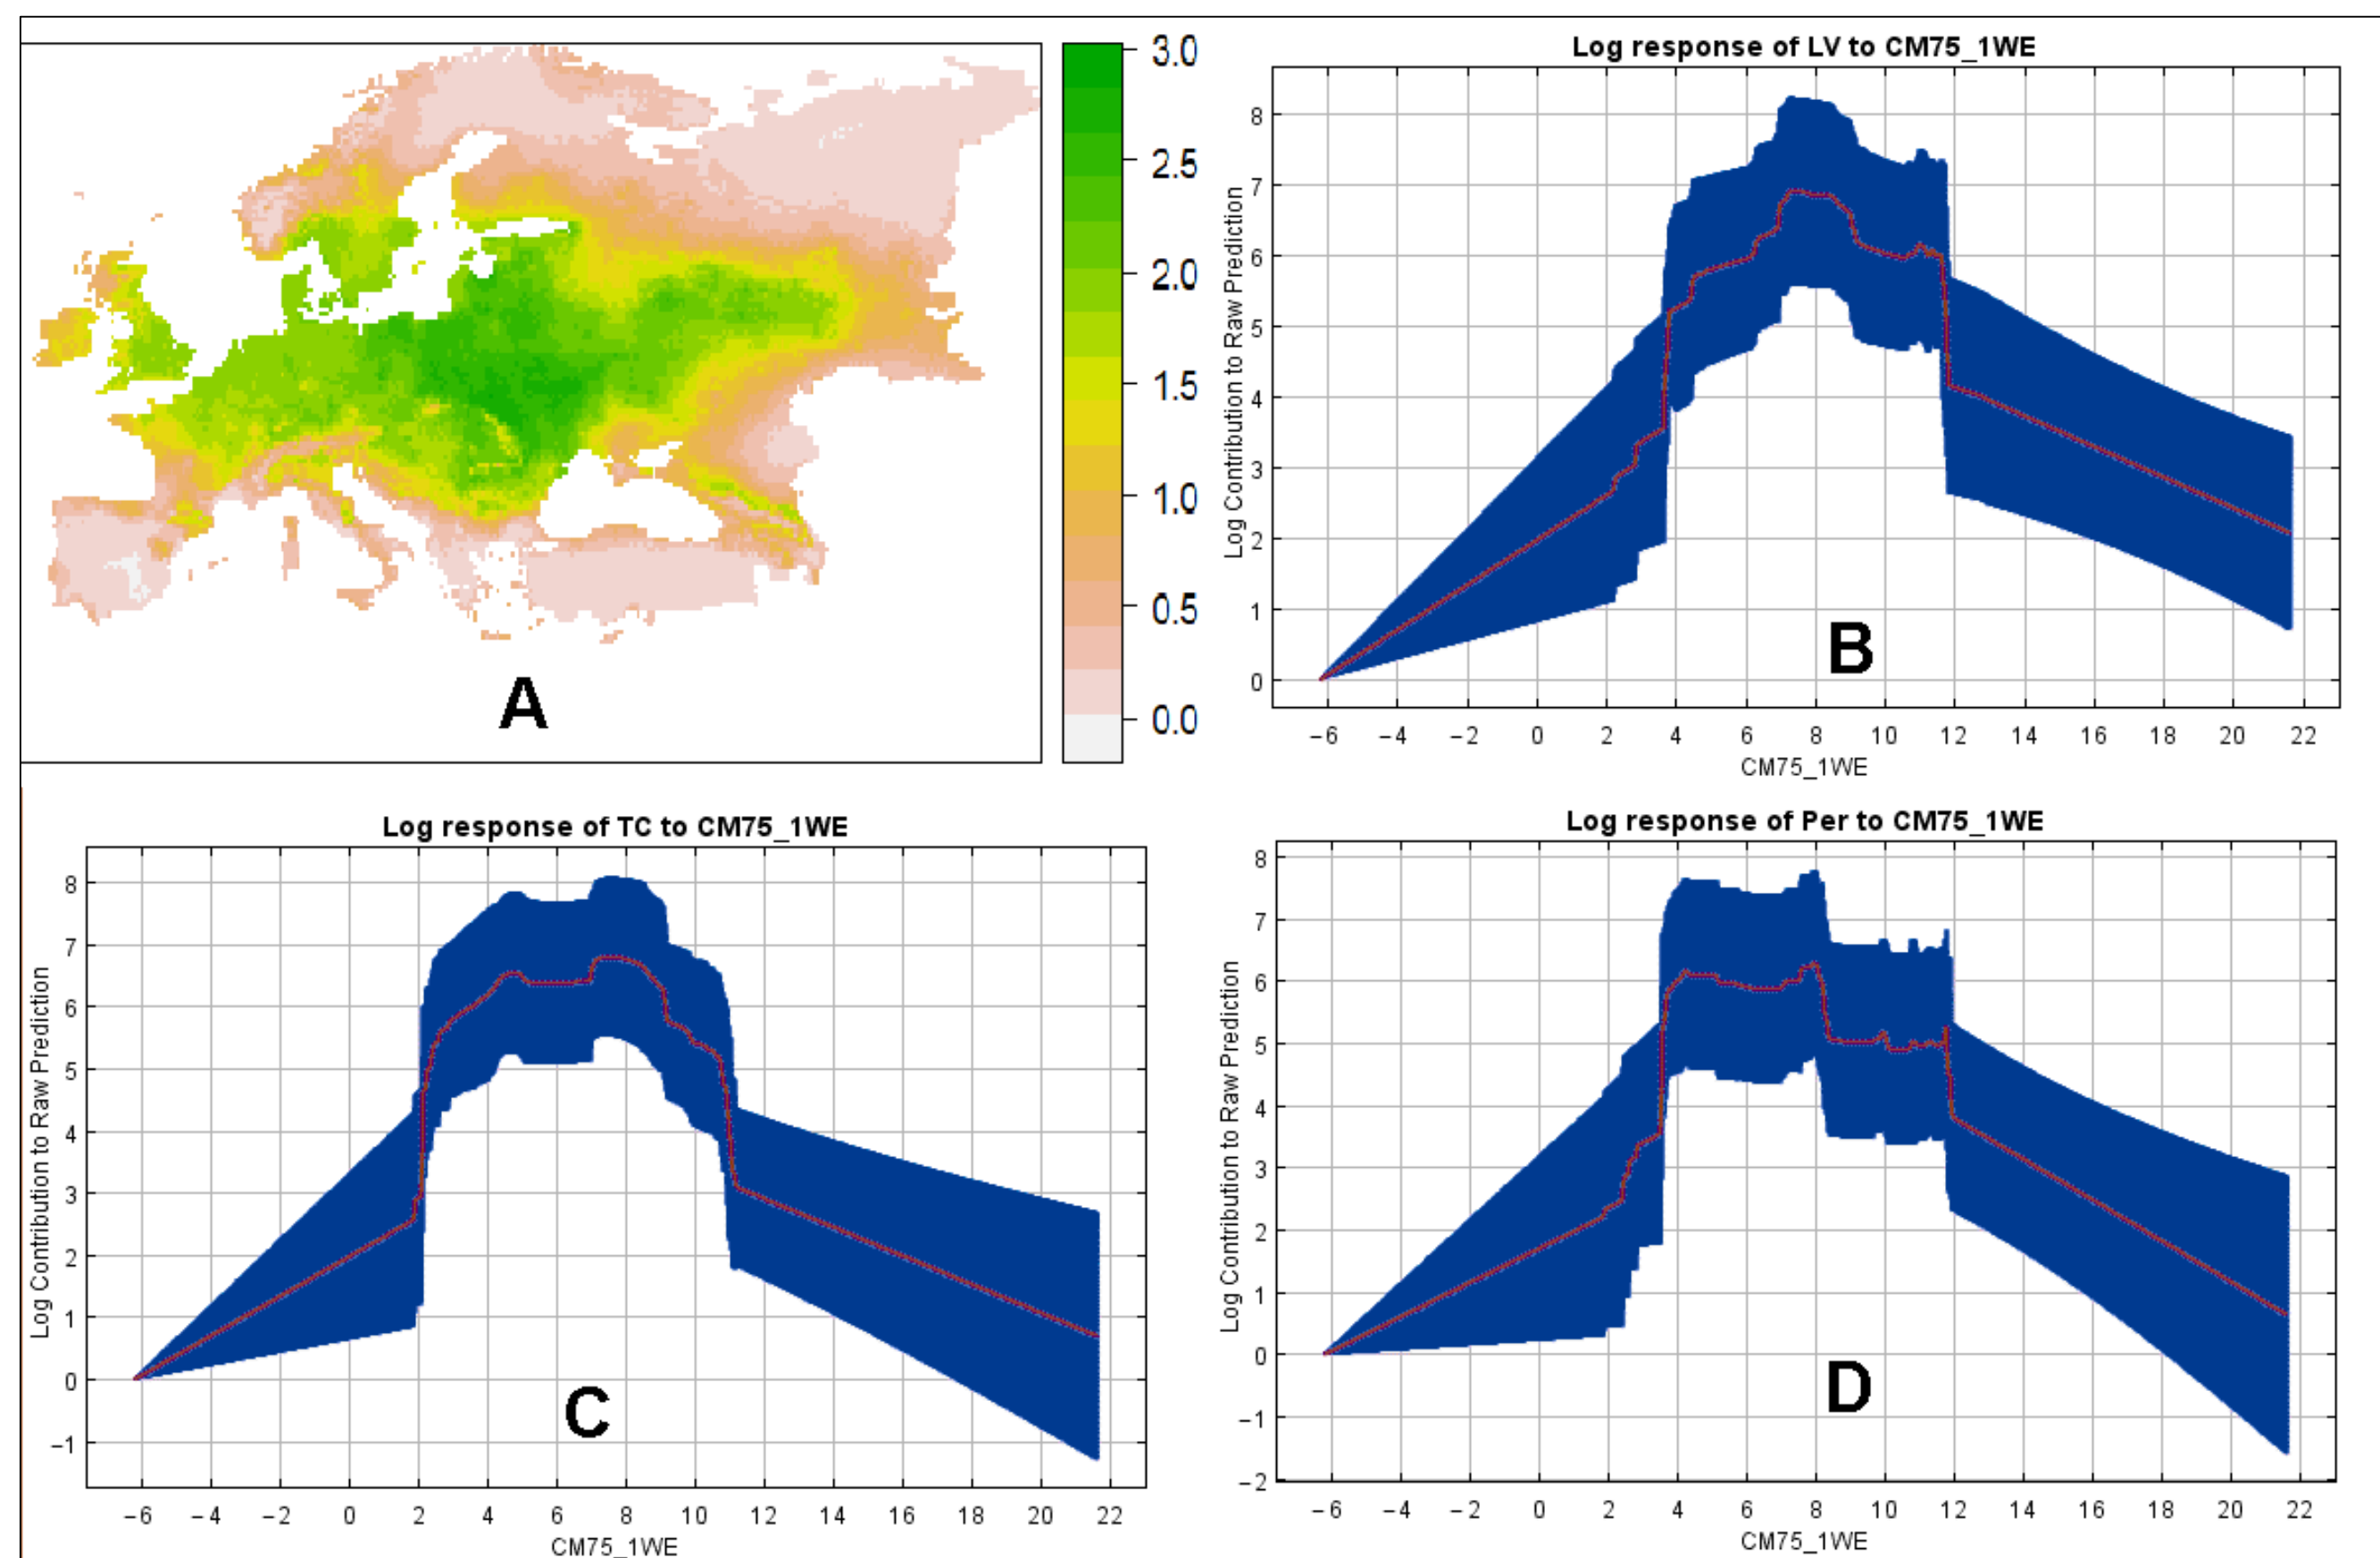 3.0
2.5
2.0
1.5
1.0
0.5
0.0
A
Log response of LV to CM75_1WE
Log Contribution to Raw Prediction
8
7
6
5
4
3
2
1
0
B
−6 −4 −2 0 2 4 6 8 10 12 14 16 18 20 22
CM75_1WE
Log response of TC to CM75_1WE
Log Contribution to Raw Prediction
8
7
6
5
4
3
2
1
0
−1
C
−6 −4 −2 0 2 4 6 8 10 12 14 16 18 20 22
CM75_1WE
Log response of Per to CM75_1WE
Log Contribution to Raw Prediction
8
7
6
5
4
3
2
1
0
−1
−2
D
−6 −4 −2 0 2 4 6 8 10 12 14 16 18 20 22
CM75_1WE